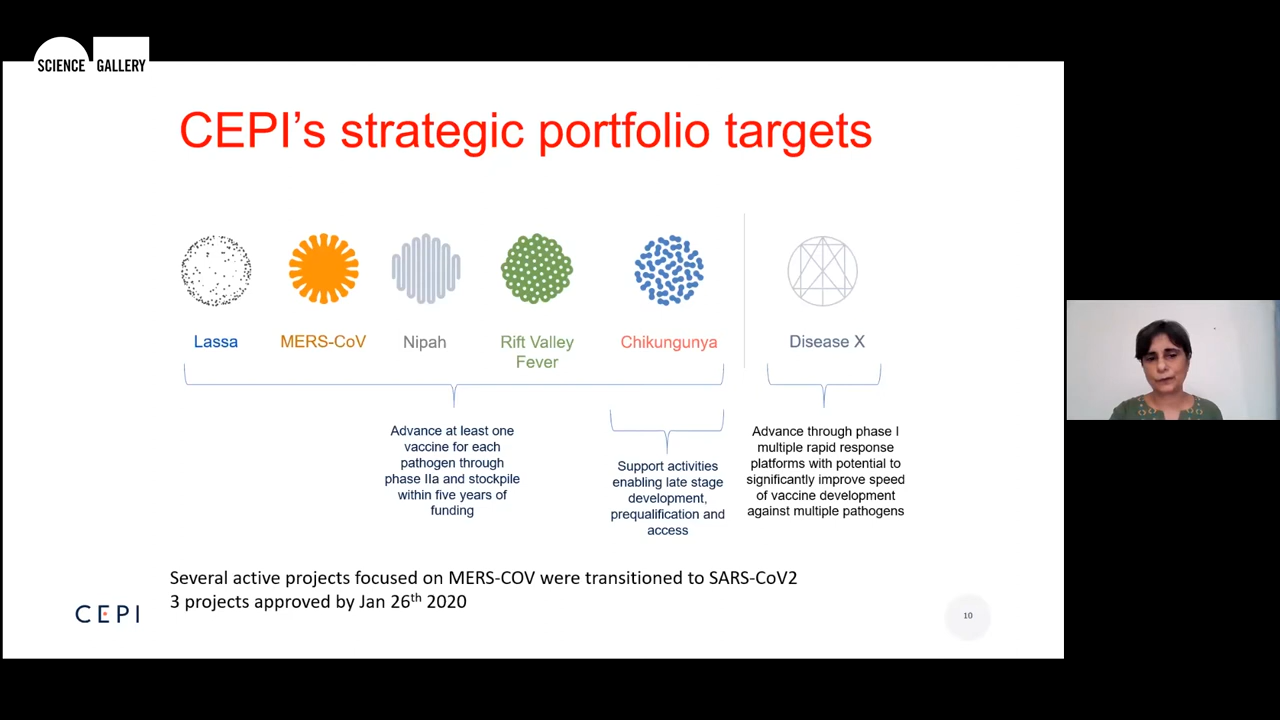 SCIENCE GALLERY
CEPI's strategic portfolio targets
Lassa
MERS-CoV
Nipah
Rift Valley
Fever
Chikungunya
Disease X
Advance at least one
vaccine for each
pathogen through
phase IIa and stockpile
within five years of
funding
Support activities
enabling late stage
development,
prequalification and
access
Advance through phase I
multiple rapid response
platforms with potential to
significantly improve speed
of vaccine development
against multiple pathogens
Several active projects focused on MERS-COV were transitioned to SARS-CoV2
3 projects approved by Jan 26th 2020
CEPI
10